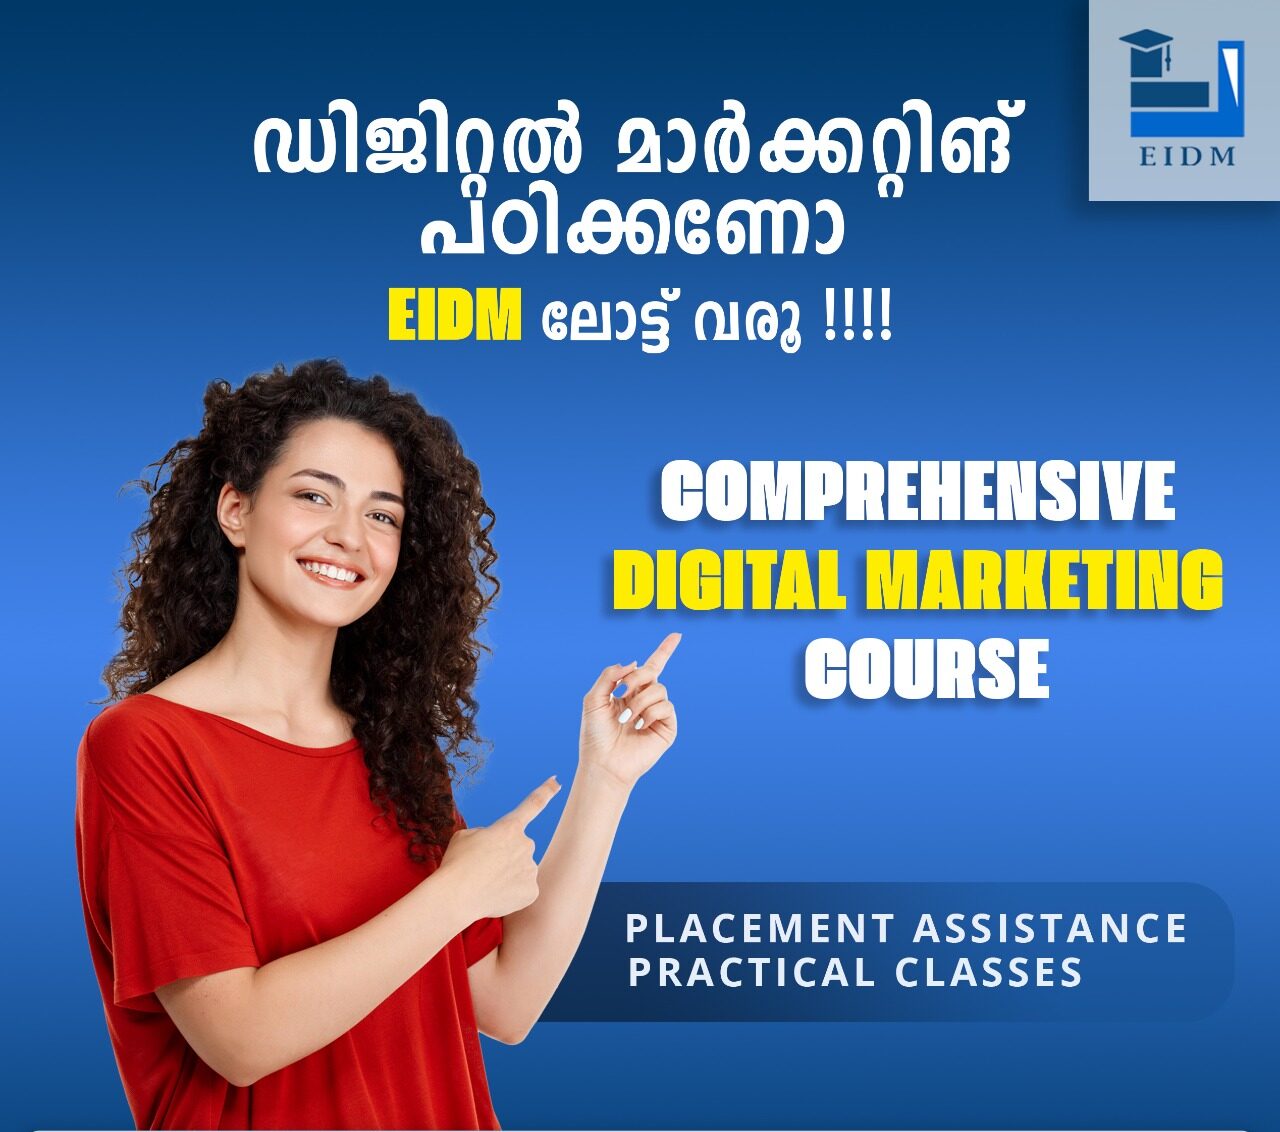 EIDM
ഡിജിറ്റൽ മാർക്കറ്റിങ്
പഠിക്കണോ
EIDM ലോട്ട് വരൂ !!!!
COMPREHENSIVE
DIGITAL MARKETING
COURSE
PLACEMENT ASSISTANCE
PRACTICAL CLASSES